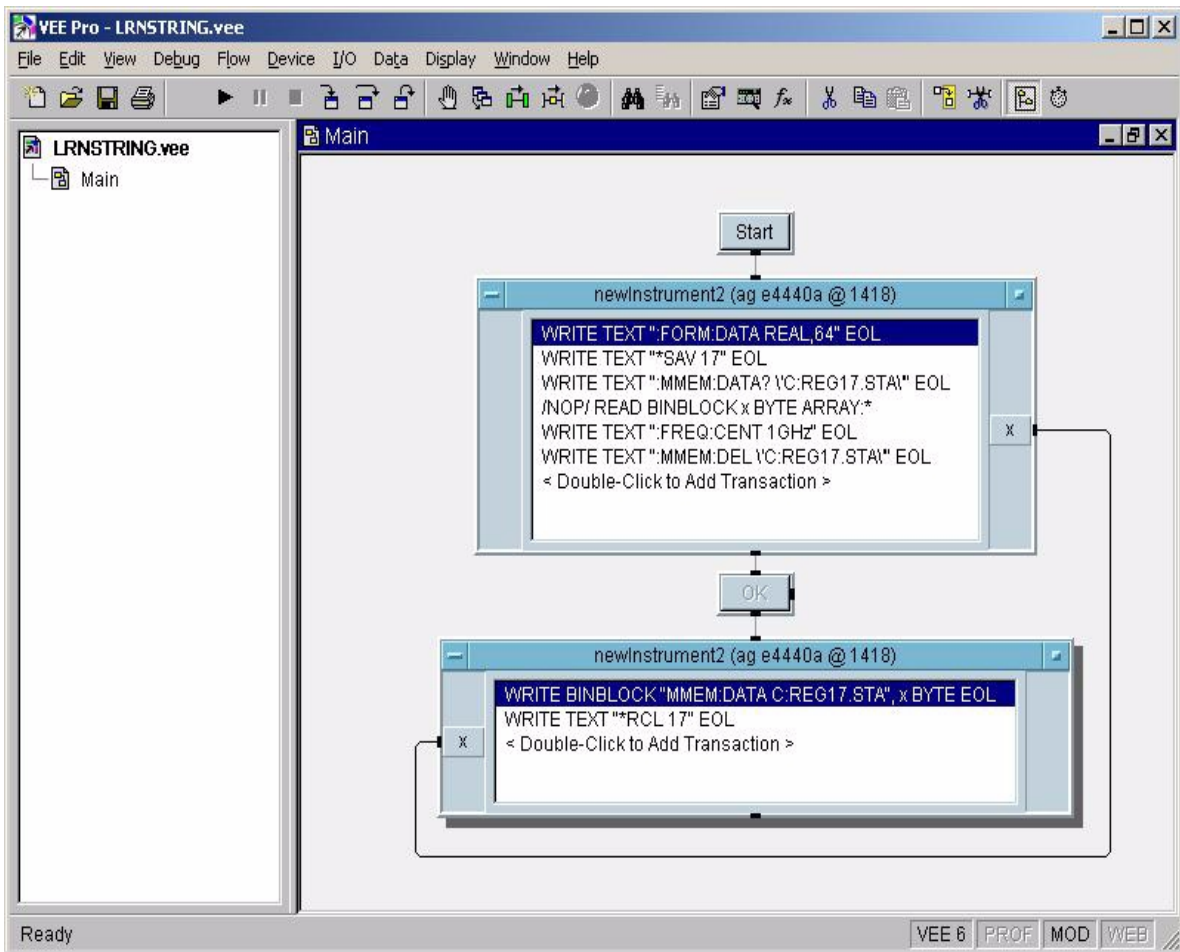 VEE Pro - LRNSTRING.vee
File Edit View Debug Flow Device I/O Data Display Window Help
LRNSTRING.vee
Main
Main
Start
newInstrument2 (ag e4440a @ 1418)
WRITE TEXT ":FORM:DATA REAL,64" EOL
WRITE TEXT "*SAV 17" EOL
WRITE TEXT ":MMEM:DATA? \'C:REG17.STA\'" EOL
/NOP/ READ BINBLOCK x BYTE ARRAY:*
WRITE TEXT ":FREQ:CENT 1GHz" EOL
WRITE TEXT ":MMEM:DEL \'C:REG17.STA\'" EOL
< Double-Click to Add Transaction >
X
OK
newInstrument2 (ag e4440a @ 1418)
WRITE BINBLOCK "MMEM:DATA C:REG17.STA", x BYTE EOL
WRITE TEXT "*RCL 17" EOL
< Double-Click to Add Transaction >
X
Ready
VEE 6 PROF MOD WEB